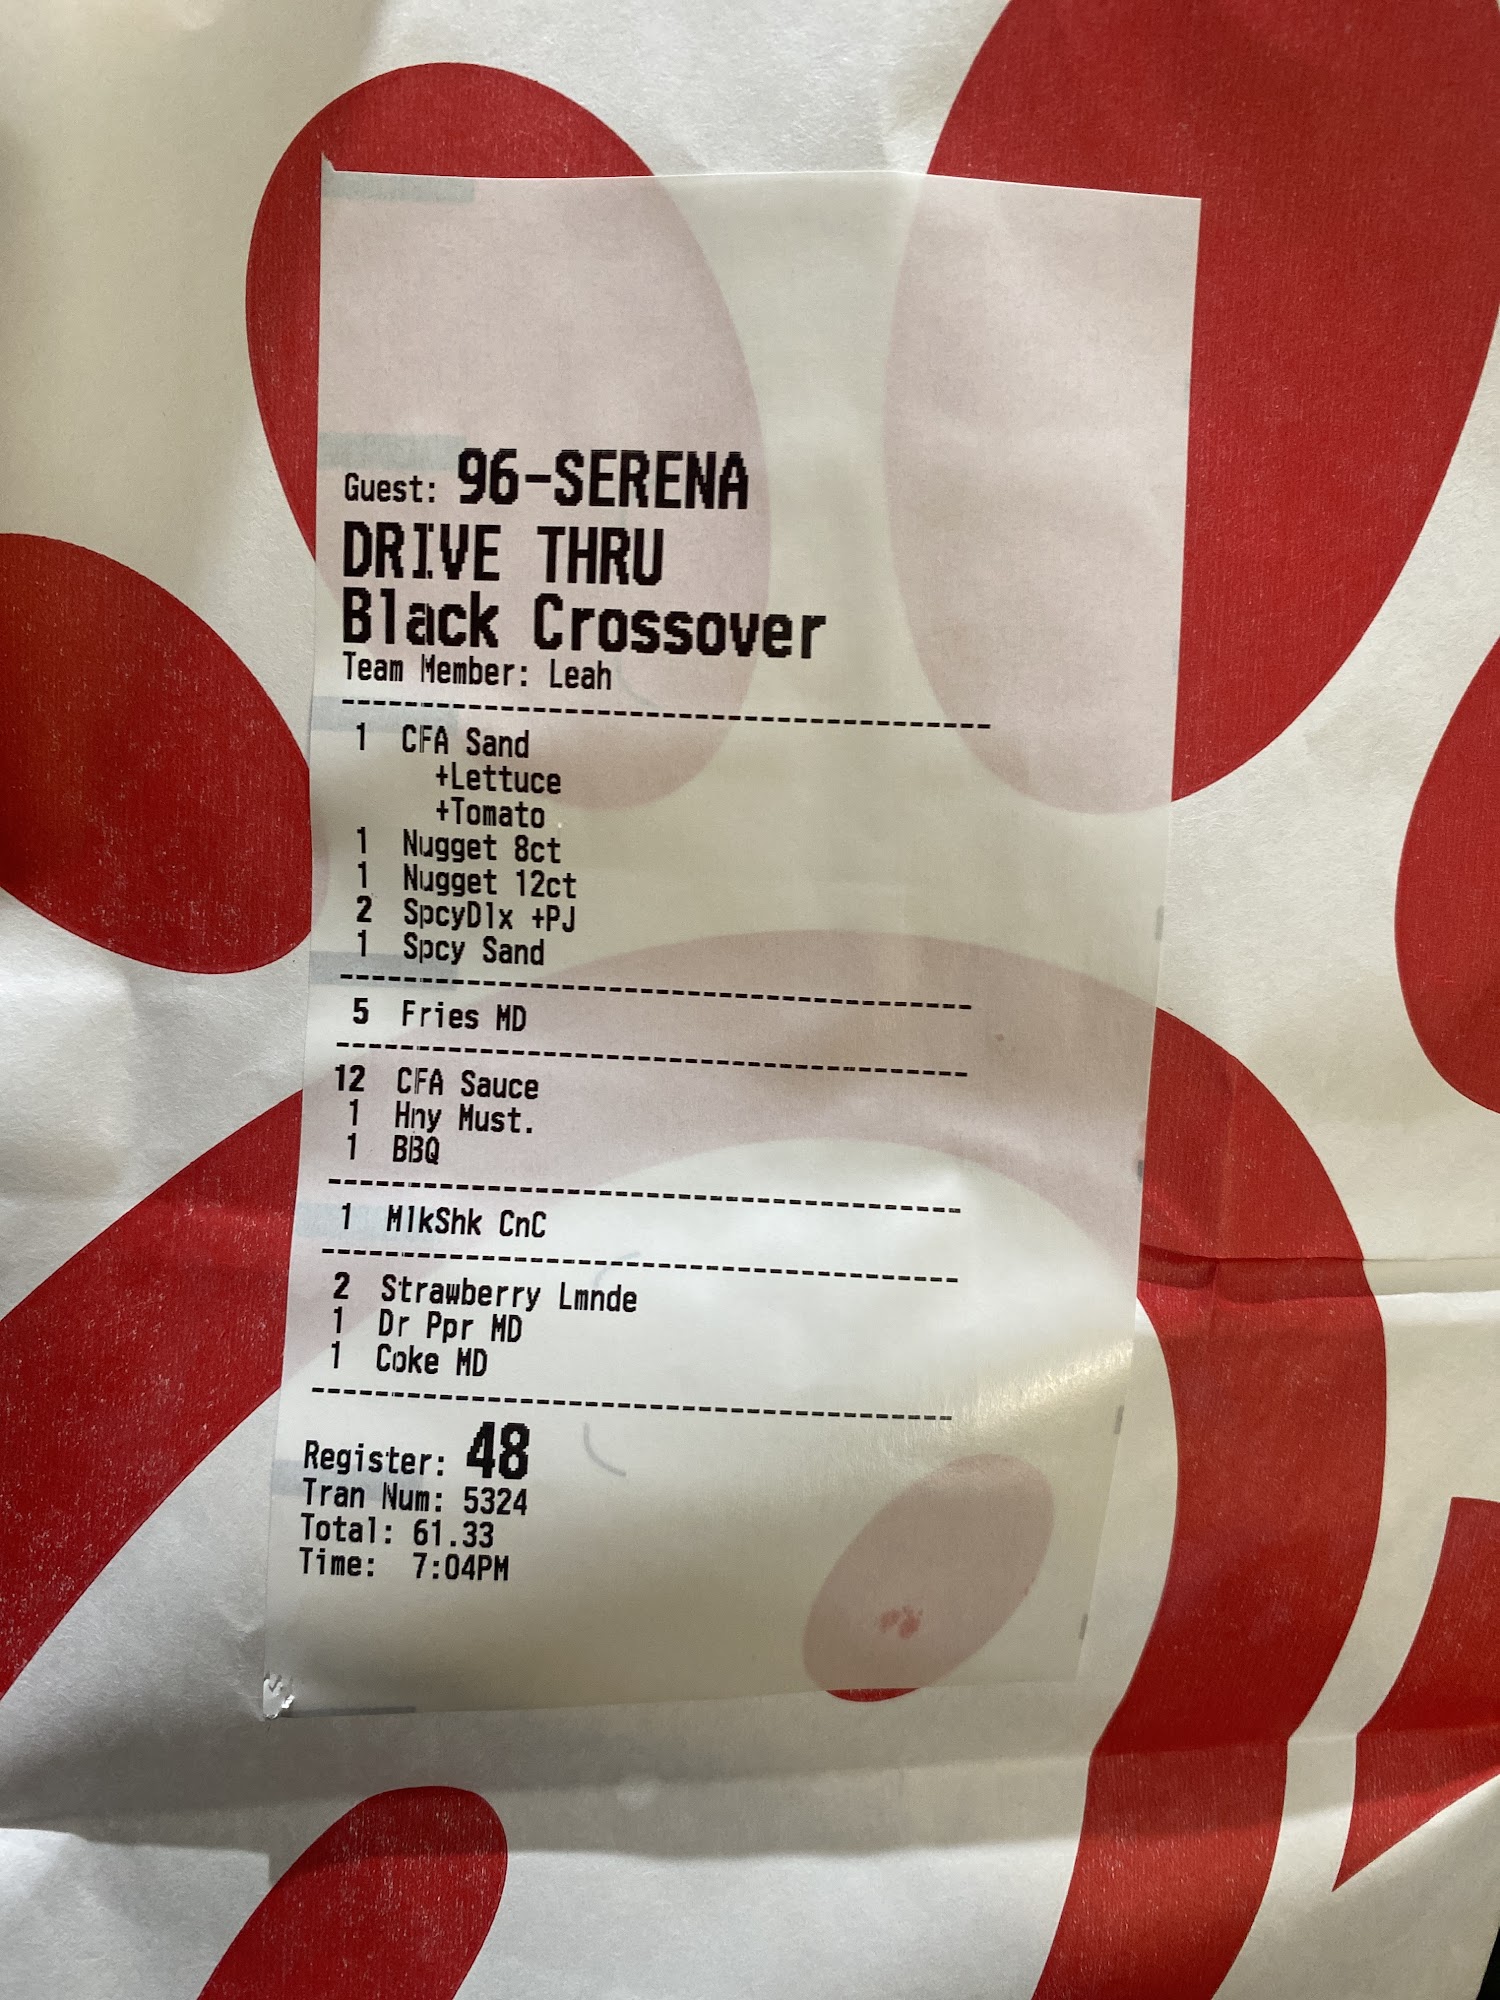 Guest: 96-SERENA
DRIVE THRU
Black Crossover
Team Member: Leah
1 CFA Sand
+Lettuce
+Tomato
1 Nugget 8ct
1 Nugget 12ct
2 SpcyDlx +PJ
1 Spcy Sand
5 Fries MD
12 CFA Sauce
1 Hny Must.
1 BBQ
1 MlkShk CnC
2 Strawberry Lmnde
1 Dr Ppr MD
1 Coke MD
Register: 48
Tran Num: 5324
Total: 61.33
Time: 7:04PM